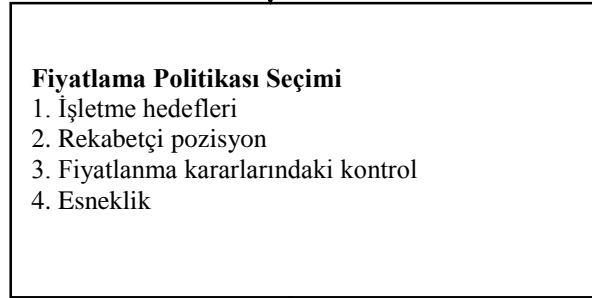 Fiyatlama Politikası Seçimi
1. İşletme hedefleri
2. Rekabetçi pozisyon
3. Fiyatlanma kararlarındaki kontrol
4. Esneklik